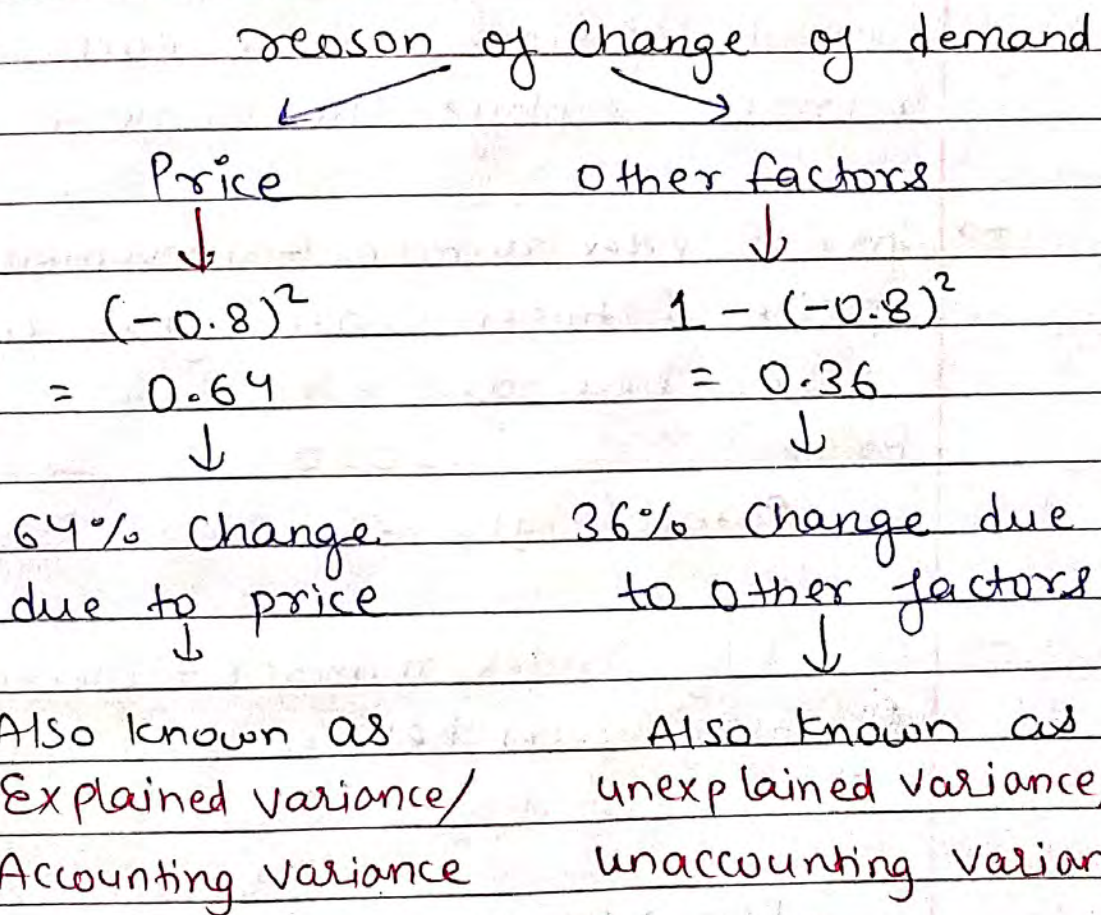 reason of Change of demand
Price Other factors
(-0.8)² 1 - (-0.8)²
= 0.64 = 0.36
64% Change 36% Change due
due to price to other factors
Also known as Also known as
Explained variance/ unexplained variance/
Accounting variance unaccounting varian